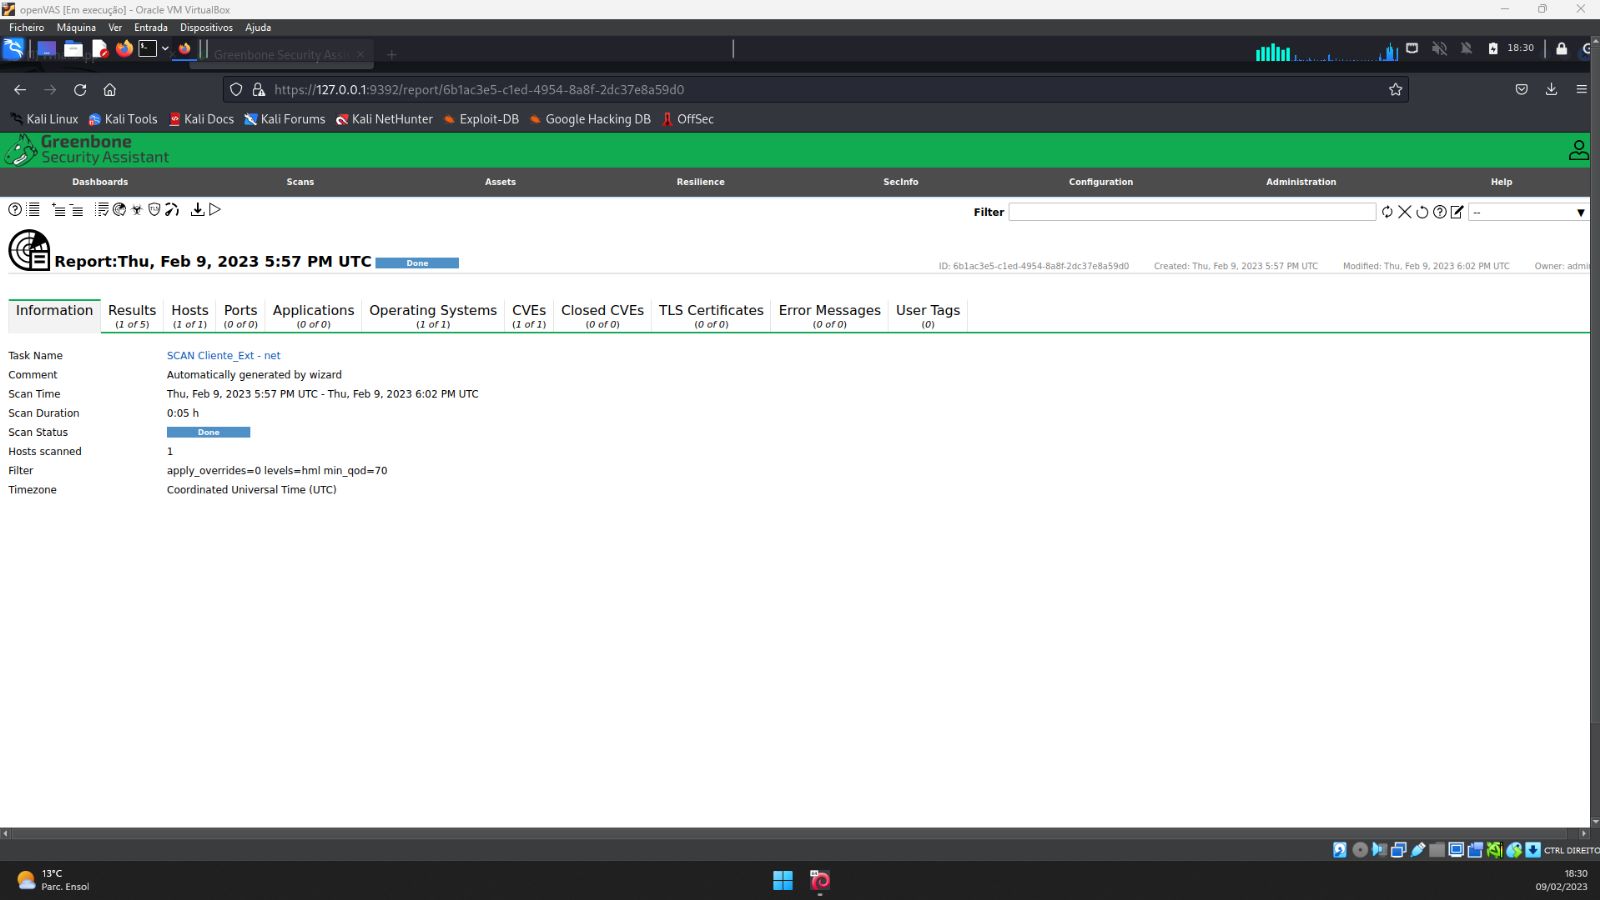 openVAS [Em execução] - Oracle VM VirtualBox
Ficheiro Máquina Ver Entrada Dispositivos Ajuda
Greenbone Security Assis
18:30
https://127.0.0.1:9392/report/6b1ac3e5-c1ed-4954-8a8f-2dc37e8a59d0
Kali Linux Kali Tools Kali Docs Kali Forums Kali NetHunter Exploit-DB Google Hacking DB OffSec
Greenbone
Security Assistant
Dashboards Scans Assets Resilience SecInfo Configuration Administration Help
Filter --
Report:Thu, Feb 9, 2023 5:57 PM UTC Done
ID: 6b1ac3e5-c1ed-4954-8a8f-2dc37e8a59d0 Created: Thu, Feb 9, 2023 5:57 PM UTC Modified: Thu, Feb 9, 2023 6:02 PM UTC Owner: admi
Information Results Hosts Ports Applications Operating Systems CVEs Closed CVEs TLS Certificates Error Messages User Tags
(1 of 5) (1 of 1) (0 of 0) (0 of 0) (1 of 1) (1 of 1) (0 of 0) (0 of 0) (0 of 0) (0)
Task Name SCAN Cliente_Ext - net
Comment Automatically generated by wizard
Scan Time Thu, Feb 9, 2023 5:57 PM UTC - Thu, Feb 9, 2023 6:02 PM UTC
Scan Duration 0:05 h
Scan Status Done
Hosts scanned 1
Filter apply_overrides=0 levels=hml min_qod=70
Timezone Coordinated Universal Time (UTC)
CTRL DIREITO
13°C
Parc. Ensol
18:30
09/02/2023